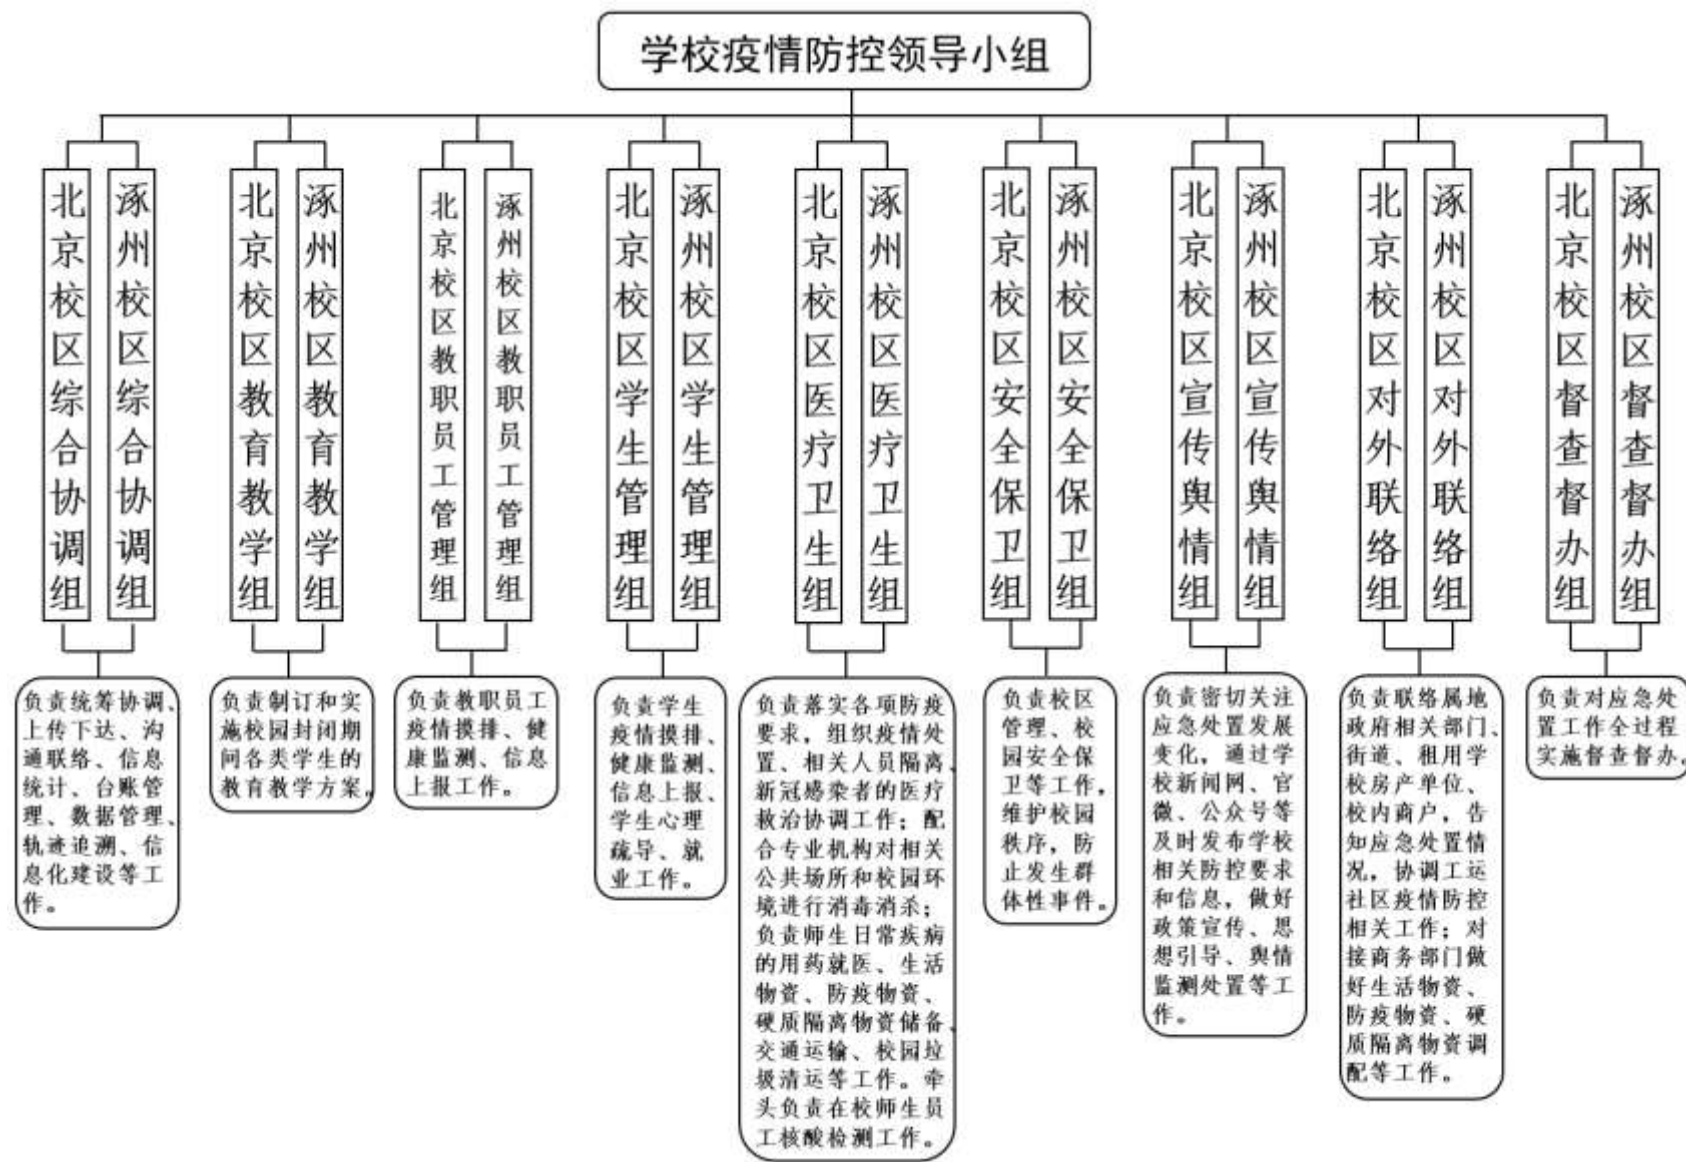 学校疫情防控领导小组
北京校区综合协调组
涿州校区综合协调组
北京校区教育教学组
涿州校区教育教学组
北京校区教职员工管理组
涿州校区教职员工管理组
北京校区学生管理组
涿州校区学生管理组
北京校区医疗卫生组
涿州校区医疗卫生组
北京校区安全保卫组
涿州校区安全保卫组
北京校区宣传舆情组
涿州校区宣传舆情组
北京校区对外联络组
涿州校区对外联络组
北京校区督查督办组
涿州校区督查督办组
负责统筹协调、
上传下达、沟
通联络、信息
统计、台账管
理、数据管理、
轨迹追溯、信
息化建设等工
作。
负责制订和实
施校园封闭期
间各类学生的
教育教学方案。
负责教职员工
疫情摸排、健
康监测、信息
上报工作。
负责学生
疫情摸排、
健康监测、
信息上报、
学生心理
疏导、就
业工作。
负责落实各项防疫
要求，组织疫情处
置、相关人员隔离、
新冠感染者的医疗
救治协调工作；配
合专业机构对相关
公共场所和校园环
境进行消毒消杀；
负责师生日常疾病
的用药就医、生活
物资、防疫物资、
硬质隔离物资储备、
交通运输、校园垃
圾清运等工作。牵
头负责在校师生员
工核酸检测工作。
负责校区
管理、校
园安全保
卫等工作，
维护校园
秩序，防
止发生群
体性事件。
负责密切关注
应急处置发展
变化，通过学
校新闻网、官
微、公众号等
及时发布学校
相关防控要求
和信息，做好
政策宣传、思
想引导、舆情
监测处置等工
作。
负责联络属地
政府相关部门、
街道、租用学
校房产单位、
校内商户，告
知应急处置情
况，协调工运
社区疫情防控
相关工作；对
接商务部门做
好生活物资、
防疫物资、硬
质隔离物资调
配等工作。
负责对应急处
置工作全过程
实施督查督办。